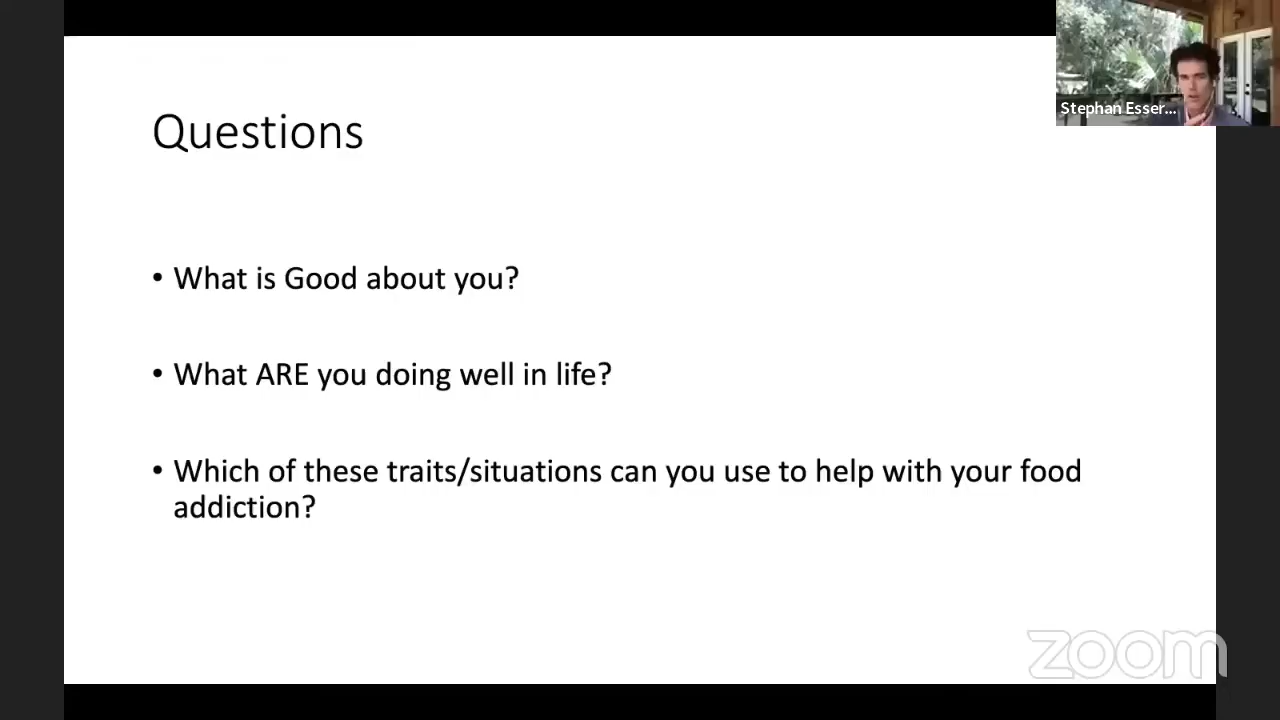 Stephan Esser...
Questions
• What is Good about you?
• What ARE you doing well in life?
• Which of these traits/situations can you use to help with your food
addiction?
zoom